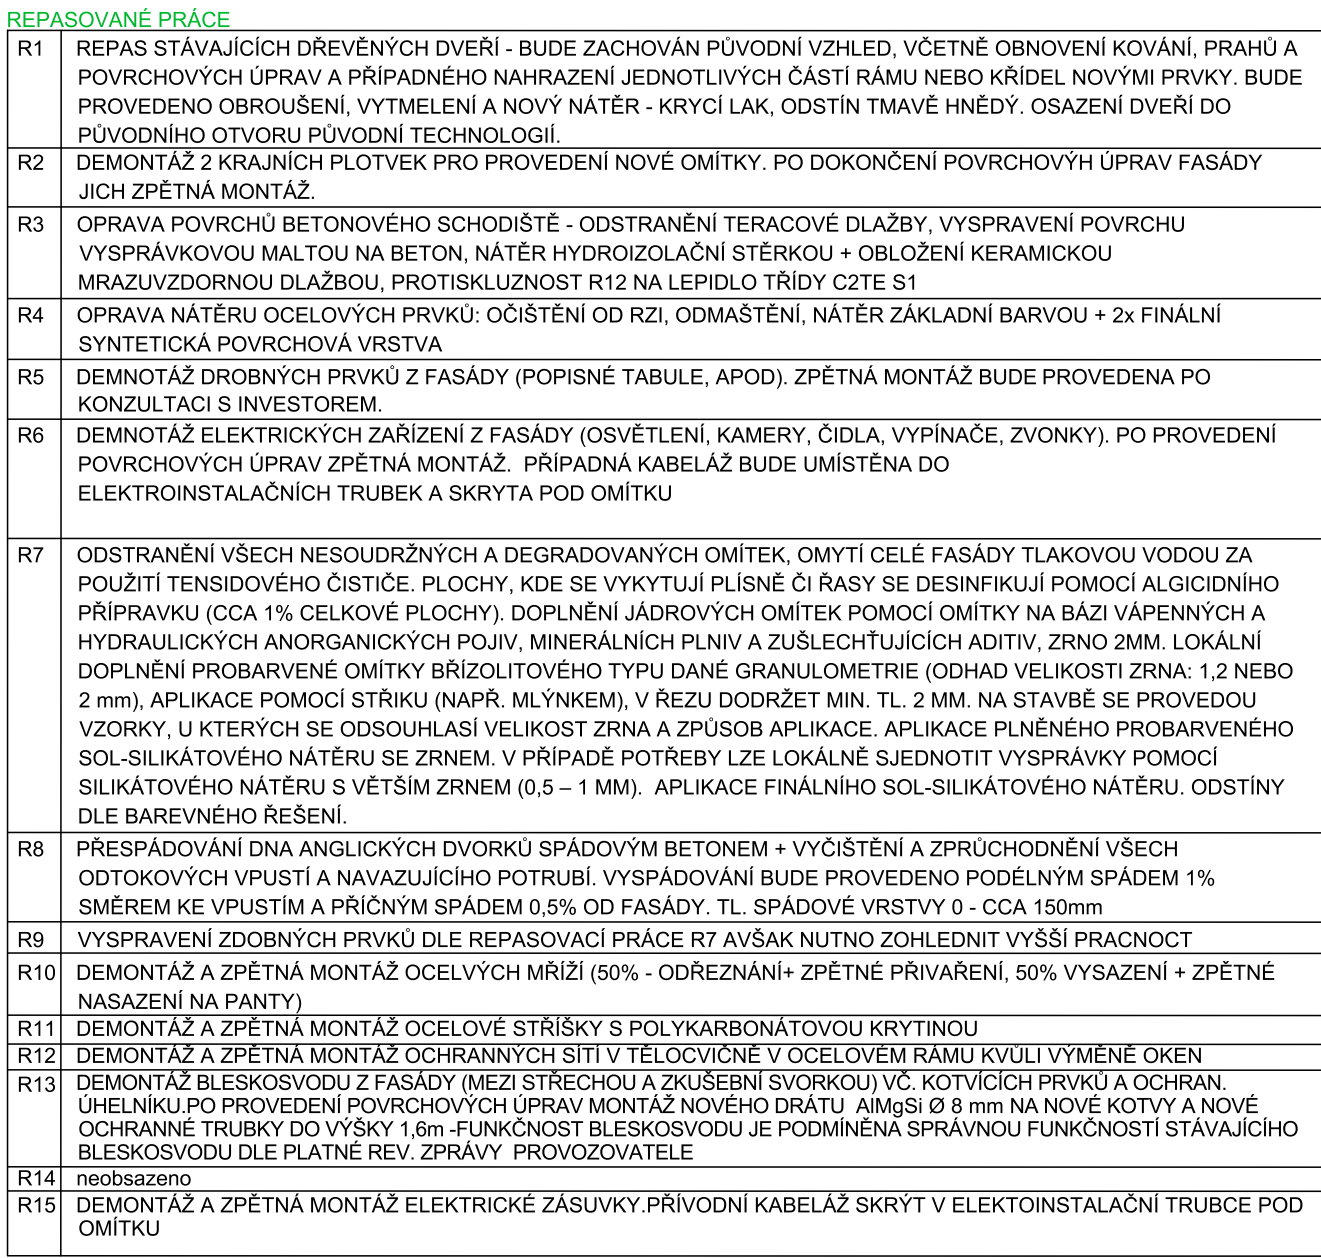 REPASOVANÉ PRÁCE
R1 REPAS STÁVAJÍCÍCH DŘEVĚNÝCH DVEŘÍ - BUDE ZACHOVÁN PŮVODNÍ VZHLED, VČETNĚ OBNOVENÍ KOVÁNÍ, PRAHŮ A
POVRCHOVÝCH ÚPRAV A PŘÍPADNÉHO NAHRAZENÍ JEDNOTLIVÝCH ČÁSTÍ RÁMU NEBO KŘÍDEL NOVÝMI PRVKY. BUDE
PROVEDENO OBROUŠENÍ, VYTMELENÍ A NOVÝ NÁTĚR - KRYCÍ LAK, ODSTÍN TMAVĚ HNĚDÝ. OSAZENÍ DVEŘÍ DO
PŮVODNÍHO OTVORU PŮVODNÍ TECHNOLOGIÍ.
R2 DEMONTÁŽ 2 KRAJNÍCH PLOTVEK PRO PROVEDENÍ NOVÉ OMÍTKY. PO DOKONČENÍ POVRCHOVÝH ÚPRAV FASÁDY
JICH ZPĚTNÁ MONTÁŽ.
R3 OPRAVA POVRCHŮ BETONOVÉHO SCHODIŠTĚ - ODSTRANĚNÍ TERACOVÉ DLAŽBY, VYSPRAVENÍ POVRCHU
VYSPRÁVKOVOU MALTOU NA BETON, NÁTĚR HYDROIZOLAČNÍ STĚRKOU + OBLOŽENÍ KERAMICKOU
MRAZUVZDORNOU DLAŽBOU, PROTISKLUZNOST R12 NA LEPIDLO TŘÍDY C2TE S1
R4 OPRAVA NÁTĚRU OCELOVÝCH PRVKŮ: OČIŠTĚNÍ OD RZI, ODMAŠTĚNÍ, NÁTĚR ZÁKLADNÍ BARVOU + 2x FINÁLNÍ
SYNTETICKÁ POVRCHOVÁ VRSTVA
R5 DEMNOTÁŽ DROBNÝCH PRVKŮ Z FASÁDY (POPISNÉ TABULE, APOD). ZPĚTNÁ MONTÁŽ BUDE PROVEDENA PO
KONZULTACI S INVESTOREM.
R6 DEMNOTÁŽ ELEKTRICKÝCH ZAŘÍZENÍ Z FASÁDY (OSVĚTLENÍ, KAMERY, ČIDLA, VYPÍNAČE, ZVONKY). PO PROVEDENÍ
POVRCHOVÝCH ÚPRAV ZPĚTNÁ MONTÁŽ. PŘÍPADNÁ KABELÁŽ BUDE UMÍSTĚNA DO
ELEKTROINSTALAČNÍCH TRUBEK A SKRYTA POD OMÍTKU
R7 ODSTRANĚNÍ VŠECH NESOUDRŽNÝCH A DEGRADOVANÝCH OMÍTEK, OMYTÍ CELÉ FASÁDY TLAKOVOU VODOU ZA
POUŽITÍ TENSIDOVÉHO ČISTIČE. PLOCHY, KDE SE VYKYTUJÍ PLÍSNĚ ČI ŘASY SE DESINFIKUJÍ POMOCÍ ALGICIDNÍHO
PŘÍPRAVKU (CCA 1% CELKOVÉ PLOCHY). DOPLNĚNÍ JÁDROVÝCH OMÍTEK POMOCÍ OMÍTKY NA BÁZI VÁPENNÝCH A
HYDRAULICKÝCH ANORGANICKÝCH POJIV, MINERÁLNÍCH PLNIV A ZUŠLECHŤUJÍCÍCH ADITIV, ZRNO 2MM. LOKÁLNÍ
DOPLNĚNÍ PROBARVENÉ OMÍTKY BŘÍZOLITOVÉHO TYPU DANÉ GRANULOMETRIE (ODHAD VELIKOSTI ZRNA: 1,2 NEBO
2 mm), APLIKACE POMOCÍ STŘIKU (NAPŘ. MLÝNKEM), V ŘEZU DODRŽET MIN. TL. 2 MM. NA STAVBĚ SE PROVEDOU
VZORKY, U KTERÝCH SE ODSOUHLASÍ VELIKOST ZRNA A ZPŮSOB APLIKACE. APLIKACE PLNĚNÉHO PROBARVENÉHO
SOL-SILIKÁTOVÉHO NÁTĚRU SE ZRNEM. V PŘÍPADĚ POTŘEBY LZE LOKÁLNĚ SJEDNOTIT VYSPRÁVKY POMOCÍ
SILIKÁTOVÉHO NÁTĚRU S VĚTŠÍM ZRNEM (0,5 – 1 MM). APLIKACE FINÁLNÍHO SOL-SILIKÁTOVÉHO NÁTĚRU. ODSTÍNY
DLE BAREVNÉHO ŘEŠENÍ.
R8 PŘESPÁDOVÁNÍ DNA ANGLICKÝCH DVORKŮ SPÁDOVÝM BETONEM + VYČIŠTĚNÍ A ZPRŮCHODNĚNÍ VŠECH
ODTOKOVÝCH VPUSTÍ A NAVAZUJÍCÍHO POTRUBÍ. VYSPÁDOVÁNÍ BUDE PROVEDENO PODÉLNÝM SPÁDEM 1%
SMĚREM KE VPUSTÍM A PŘÍČNÝM SPÁDEM 0,5% OD FASÁDY. TL. SPÁDOVÉ VRSTVY 0 - CCA 150mm
R9 VYSPRAVENÍ ZDOBNÝCH PRVKŮ DLE REPASOVACÍ PRÁCE R7 AVŠAK NUTNO ZOHLEDNIT VYŠŠÍ PRACNOCT
R10 DEMONTÁŽ A ZPĚTNÁ MONTÁŽ OCELVÝCH MŘÍŽÍ (50% - ODŘEZNÁNÍ+ ZPĚTNÉ PŘIVAŘENÍ, 50% VYSAZENÍ + ZPĚTNÉ
NASAZENÍ NA PANTY)
R11 DEMONTÁŽ A ZPĚTNÁ MONTÁŽ OCELOVÉ STŘÍŠKY S POLYKARBONÁTOVOU KRYTINOU
R12 DEMONTÁŽ A ZPĚTNÁ MONTÁŽ OCHRANNÝCH SÍTÍ V TĚLOCVIČNĚ V OCELOVÉM RÁMU KVŮLI VÝMĚNĚ OKEN
R13 DEMONTÁŽ BLESKOSVODU Z FASÁDY (MEZI STŘECHOU A ZKUŠEBNÍ SVORKOU) VČ. KOTVÍCÍCH PRVKŮ A OCHRAN.
ÚHELNÍKU.PO PROVEDENÍ POVRCHOVÝCH ÚPRAV MONTÁŽ NOVÉHO DRÁTU AlMgSi Ø 8 mm NA NOVÉ KOTVY A NOVÉ
OCHRANNÉ TRUBKY DO VÝŠKY 1,6m -FUNKČNOST BLESKOSVODU JE PODMÍNĚNA SPRÁVNOU FUNKČNOSTÍ STÁVAJÍCÍHO
BLESKOSVODU DLE PLATNÉ REV. ZPRÁVY PROVOZOVATELE
R14 neobsazeno
R15 DEMONTÁŽ A ZPĚTNÁ MONTÁŽ ELEKTRICKÉ ZÁSUVKY.PŘÍVODNÍ KABELÁŽ SKRÝT V ELEKTOINSTALAČNÍ TRUBCE POD
OMÍTKU